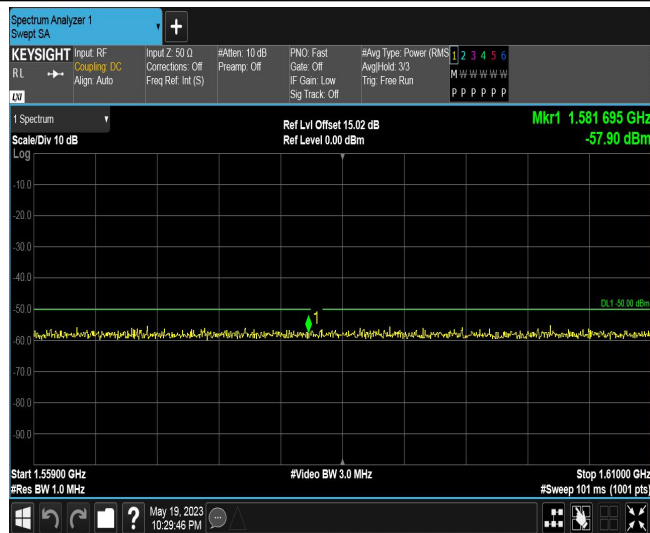 Spectrum Analyzer 1
Swept SA
+
KEYSIGHT
RL
LXI
Input: RF
Coupling: DC
Align: Auto
Input Z: 50 Ω
Corrections: Off
Freq Ref: Int (S)
#Atten: 10 dB
Preamp: Off
PNO: Fast
Gate: Off
IF Gain: Low
Sig Track: Off
#Avg Type: Power (RMS
Avg|Hold: 3/3
Trig: Free Run
1 2 3 4 5 6
M W W W W W
P P P P P P
1 Spectrum
Scale/Div 10 dB
Log
Ref Lvl Offset 15.02 dB
Ref Level 0.00 dBm
Mkr1 1.581 695 GHz
-57.90 dBm
-10.0
-20.0
-30.0
-40.0
-50.0
-60.0
-70.0
-80.0
-90.0
DL1 -50.00 dBm
1
Start 1.55900 GHz
#Res BW 1.0 MHz
#Video BW 3.0 MHz
Stop 1.61000 GHz
#Sweep 101 ms (1001 pts)
?
May 19, 2023
10:29:46 PM